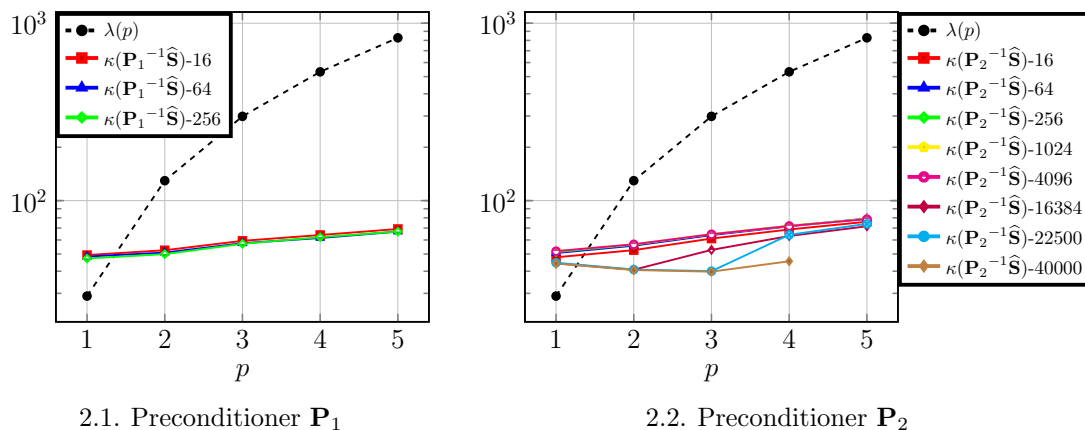 10^3
10^2
λ(p)
κ(P_1^{-1}Ŝ)-16
κ(P_1^{-1}Ŝ)-64
κ(P_1^{-1}Ŝ)-256
1 2 3 4 5
p
2.1. Preconditioner P_1
10^3
10^2
λ(p)
κ(P_2^{-1}Ŝ)-16
κ(P_2^{-1}Ŝ)-64
κ(P_2^{-1}Ŝ)-256
κ(P_2^{-1}Ŝ)-1024
κ(P_2^{-1}Ŝ)-4096
κ(P_2^{-1}Ŝ)-16384
κ(P_2^{-1}Ŝ)-22500
κ(P_2^{-1}Ŝ)-40000
1 2 3 4 5
p
2.2. Preconditioner P_2